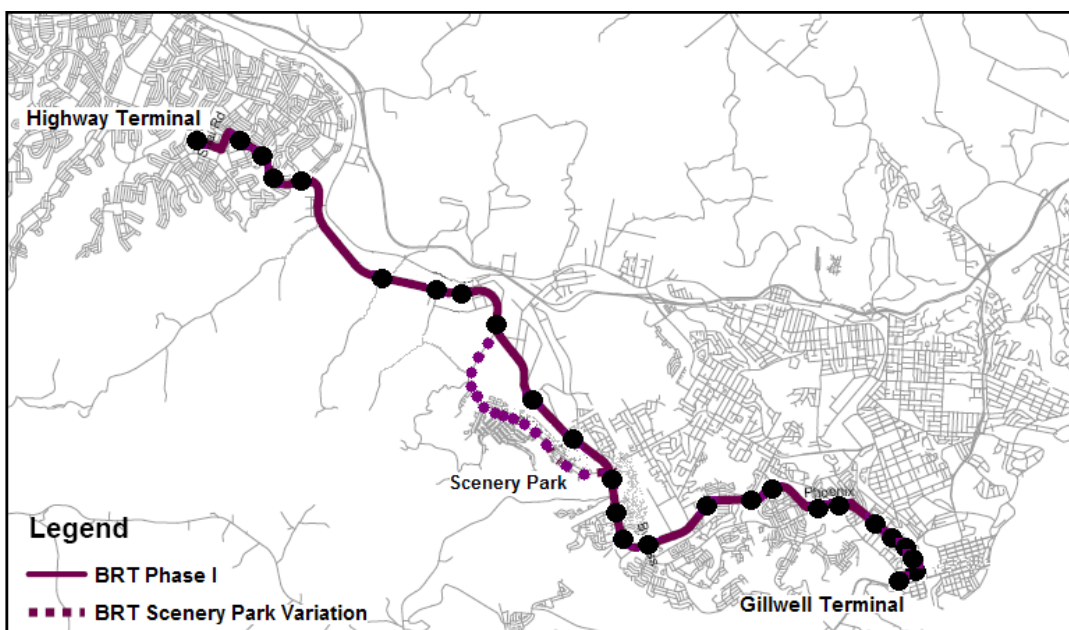 Highway Terminal
Scenery Park
Phoenix
Legend
BRT Phase I
BRT Scenery Park Variation
Gillwell Terminal